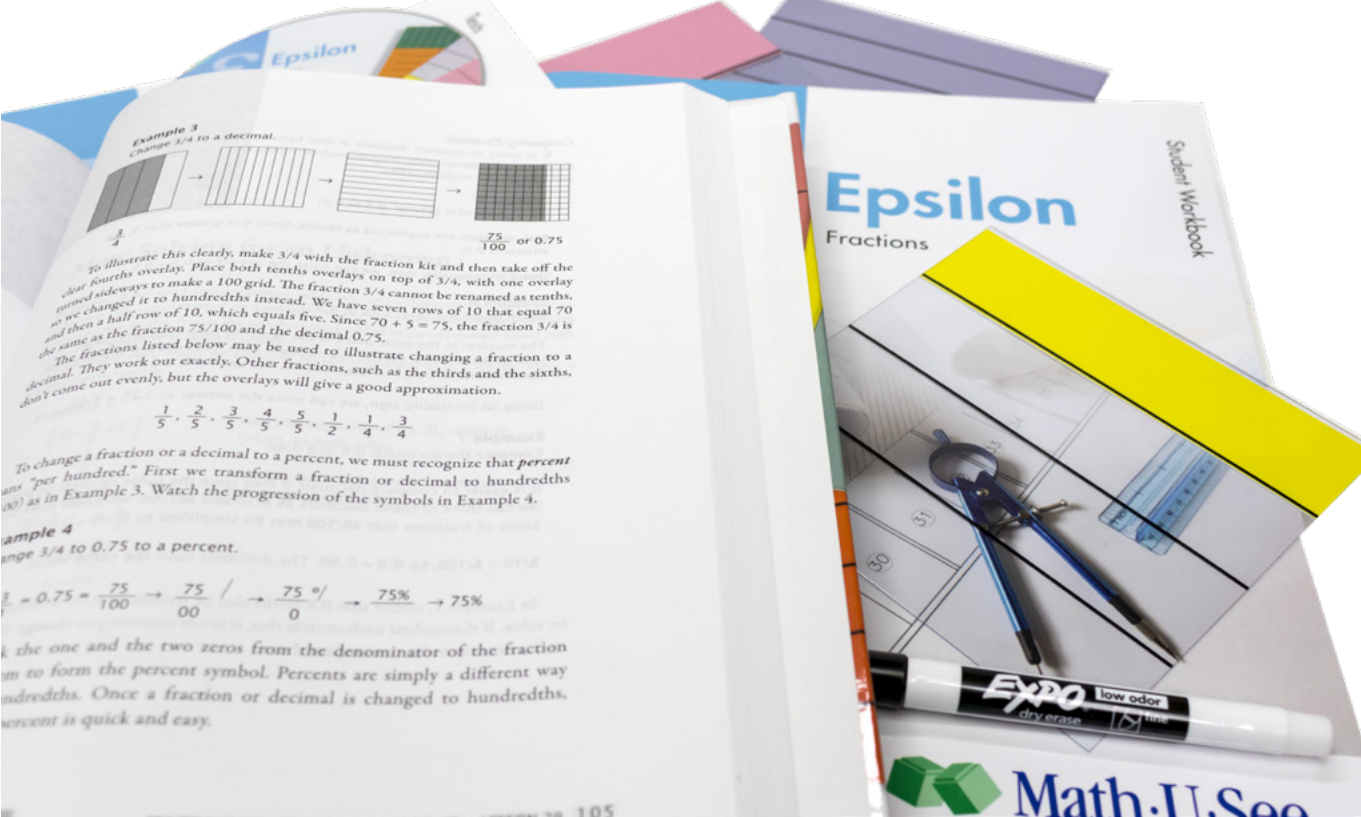 Epsilon
Tests
Example 3
Change 3/4 to a decimal.
→ → →
3/4
75/100 or 0.75
To illustrate this clearly, make 3/4 with the fraction kit and then take off the
clear fourths overlay. Place both tenths overlays on top of 3/4, with one overlay
turned sideways to make a 100 grid. The fraction 3/4 cannot be renamed as tenths,
so we changed it to hundredths instead. We have seven rows of 10 that equal 70
and then a half row of 10, which equals five. Since 70 + 5 = 75, the fraction 3/4 is
the same as the fraction 75/100 and the decimal 0.75.
The fractions listed below may be used to illustrate changing a fraction to a
decimal. They work out exactly. Other fractions, such as the thirds and the sixths,
don't come out evenly, but the overlays will give a good approximation.
1/5, 2/5, 3/5, 4/5, 5/5, 1/2, 1/4, 3/4
To change a fraction or a decimal to a percent, we must recognize that percent
ans "per hundred." First we transform a fraction or decimal to hundredths
00) as in Example 3. Watch the progression of the symbols in Example 4.
ample 4
ange 3/4 to 0.75 to a percent.
= 0.75 = 75/100 → 75 / 00 → 75 °/ 0 → 75% → 75%
k the one and the two zeros from the denominator of the fraction
em to form the percent symbol. Percents are simply a different way
ndredths. Once a fraction or decimal is changed to hundredths,
percent is quick and easy.
105
Student Workbook
Epsilon
Fractions
33
31
30
EXPO
low odor
dry erase
fine
Math·U·See